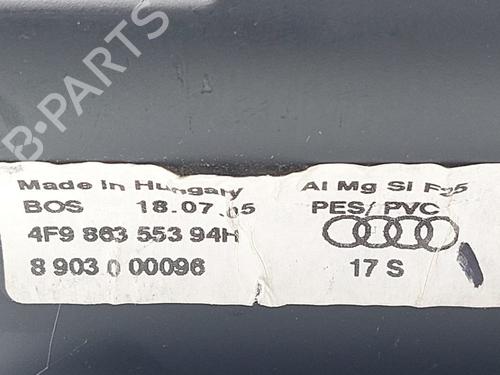 B-PARTS
Made in Hungary
BOS 18.07.05
4F9 863 553 94H
8 903 0 00096
Al Mg Si F25
PES/PVC
17 S